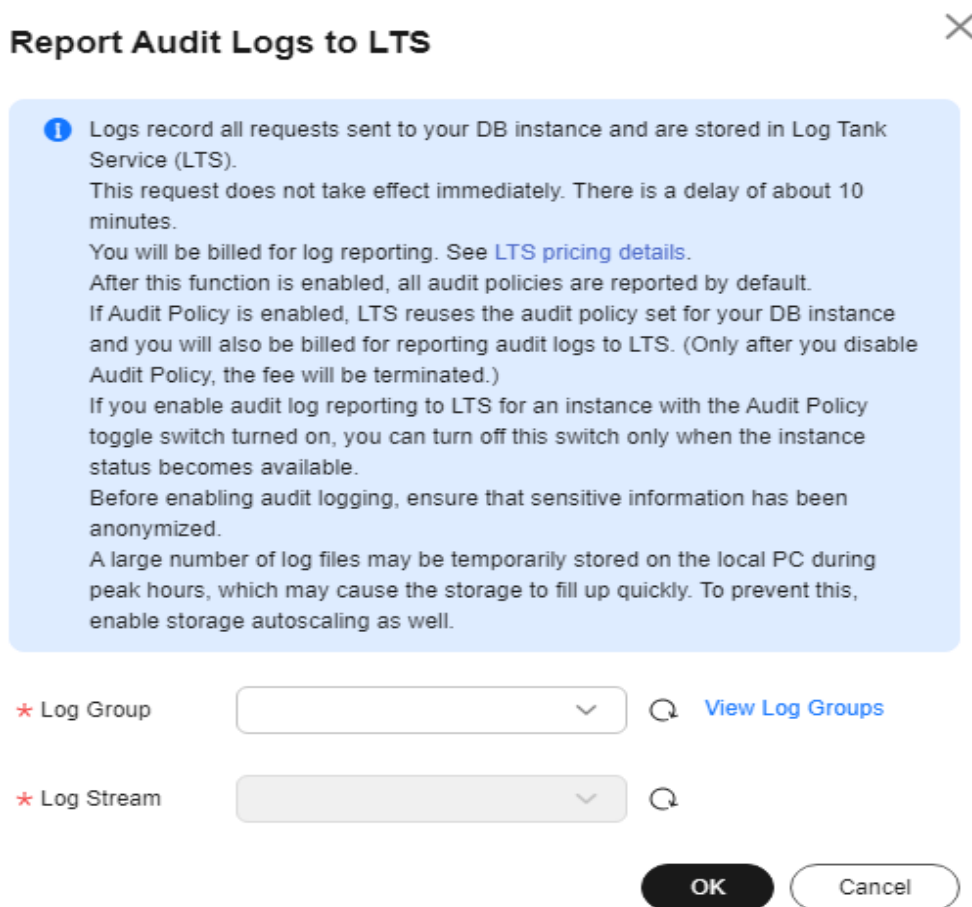 Report Audit Logs to LTS
Logs record all requests sent to your DB instance and are stored in Log Tank
Service (LTS).
This request does not take effect immediately. There is a delay of about 10
minutes.
You will be billed for log reporting. See LTS pricing details.
After this function is enabled, all audit policies are reported by default.
If Audit Policy is enabled, LTS reuses the audit policy set for your DB instance
and you will also be billed for reporting audit logs to LTS. (Only after you disable
Audit Policy, the fee will be terminated.)
If you enable audit log reporting to LTS for an instance with the Audit Policy
toggle switch turned on, you can turn off this switch only when the instance
status becomes available.
Before enabling audit logging, ensure that sensitive information has been
anonymized.
A large number of log files may be temporarily stored on the local PC during
peak hours, which may cause the storage to fill up quickly. To prevent this,
enable storage autoscaling as well.
* Log Group View Log Groups
* Log Stream
OK Cancel